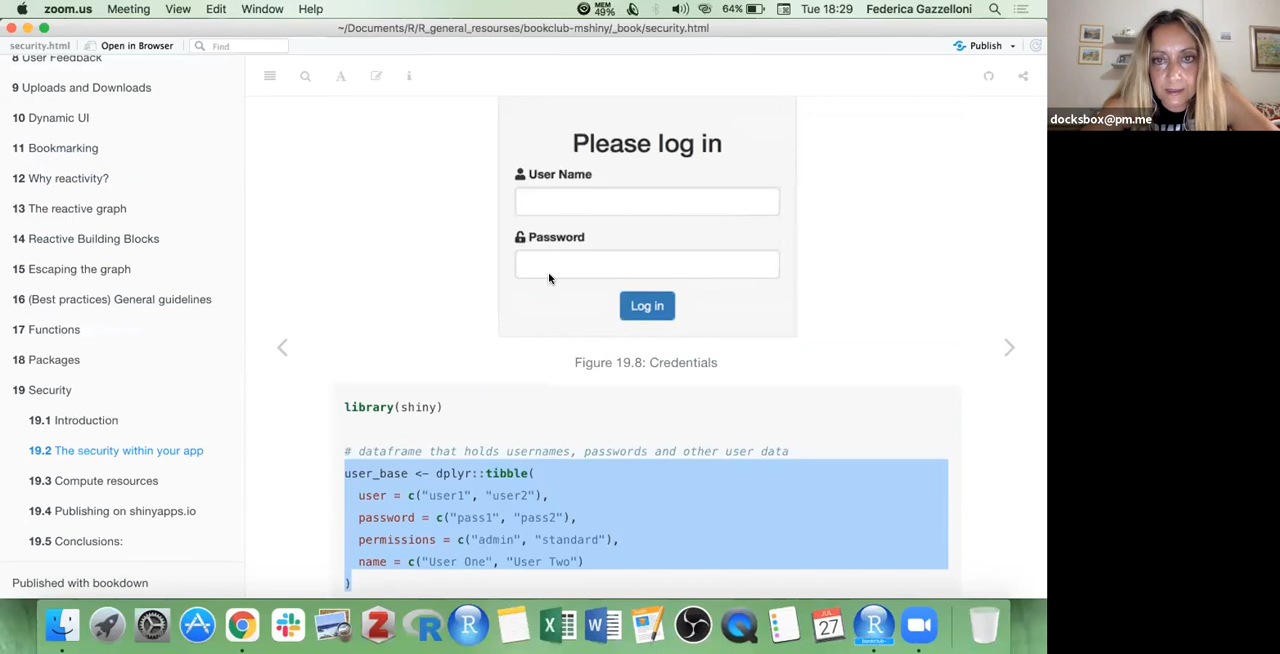 zoom.us Meeting View Edit Window Help MEM 49% 64% Tue 18:29 Federica Gazzelloni
~/Documents/R/R_general_resourses/bookclub-mshiny/_book/security.html
security.html Open in Browser Find Publish
8 User Feedback
9 Uploads and Downloads
10 Dynamic UI
11 Bookmarking
12 Why reactivity?
13 The reactive graph
14 Reactive Building Blocks
15 Escaping the graph
16 (Best practices) General guidelines
17 Functions
18 Packages
19 Security
19.1 Introduction
19.2 The security within your app
19.3 Compute resources
19.4 Publishing on shinyapps.io
19.5 Conclusions:
Published with bookdown
Please log in
User Name
Password
Log in
Figure 19.8: Credentials
library(shiny)
# dataframe that holds usernames, passwords and other user data
user_base <- dplyr::tibble(
user = c("user1", "user2"),
password = c("pass1", "pass2"),
permissions = c("admin", "standard"),
name = c("User One", "User Two")
)
docksbox@pm.me
JUL
27